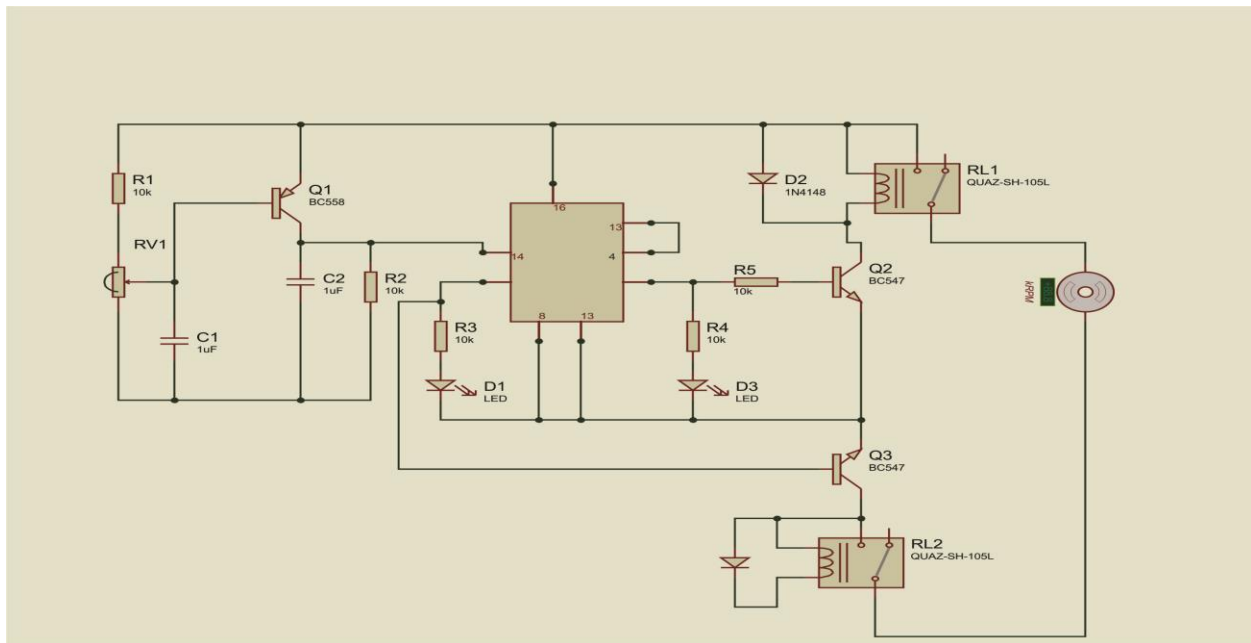 R1
10k
RV1
C1
1uF
Q1
BC558
C2
1uF
R2
10k
16
13
14
4
8
13
R3
10k
D1
LED
R4
10k
D3
LED
R5
10k
D2
1N4148
Q2
BC547
RL1
QUAZ-SH-105L
kRPM
Q3
BC547
RL2
QUAZ-SH-105L